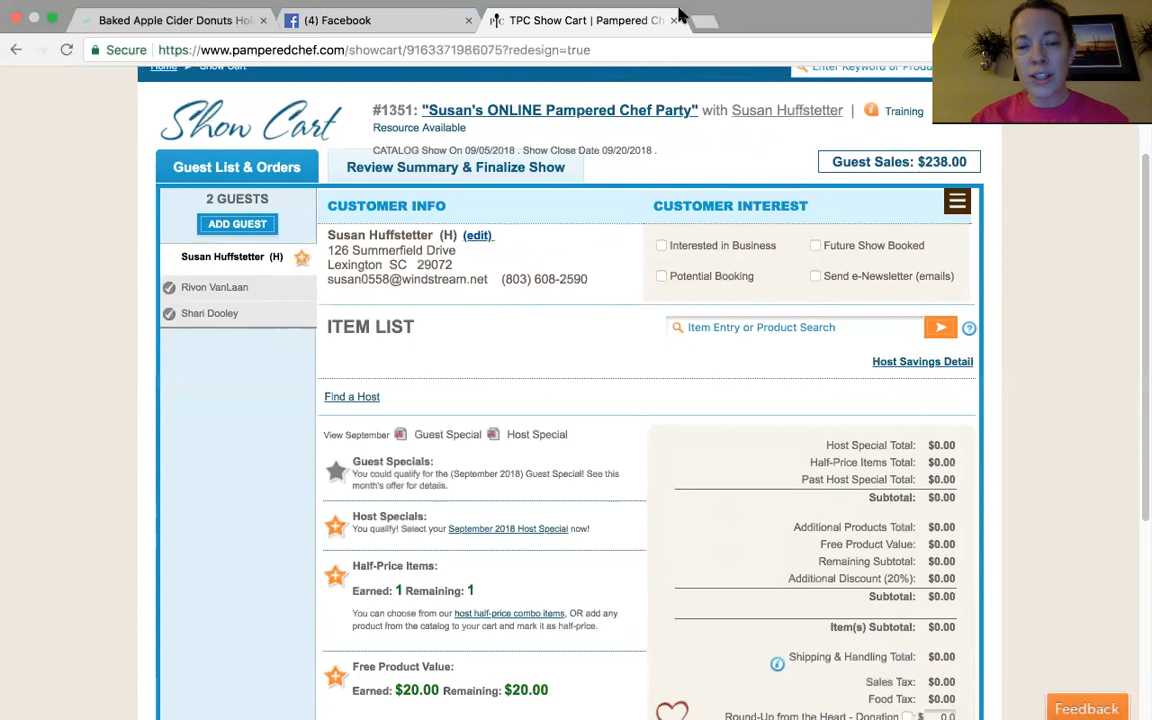 Baked Apple Cider Donuts Ho
(4) Facebook
TPC Show Cart | Pampered Ch
Secure
https://www.pamperedchef.com/showcart/9163371986075?redesign=true
Home Show Cart
Enter Keyword or Produ
Show Cart
#1351: "Susan's ONLINE Pampered Chef Party" with Susan Huffstetter | Training
Resource Available
CATALOG Show On 09/05/2018 . Show Close Date 09/20/2018 .
Guest List & Orders
Review Summary & Finalize Show
Guest Sales: $238.00
2 GUESTS
ADD GUEST
Susan Huffstetter (H)
Rivon VanLaan
Shari Dooley
CUSTOMER INFO
Susan Huffstetter (H) (edit)
126 Summerfield Drive
Lexington SC 29072
susan0558@windstream.net (803) 608-2590
CUSTOMER INTEREST
Interested in Business
Future Show Booked
Potential Booking
Send e-Newsletter (emails)
ITEM LIST
Item Entry or Product Search
Host Savings Detail
Find a Host
View September Guest Special Host Special
Guest Specials:
You could qualify for the (September 2018) Guest Special! See this
month's offer for details.
Host Specials:
You qualify! Select your September 2018 Host Special now!
Half-Price Items:
Earned: 1 Remaining: 1
You can choose from our host half-price combo items, OR add any
product from the catalog to your cart and mark it as half-price.
Free Product Value:
Earned: $20.00 Remaining: $20.00
Host Special Total: $0.00
Half-Price Items Total: $0.00
Past Host Special Total: $0.00
Subtotal: $0.00
Additional Products Total: $0.00
Free Product Value: $0.00
Remaining Subtotal: $0.00
Additional Discount (20%): $0.00
Subtotal: $0.00
Item(s) Subtotal: $0.00
Shipping & Handling Total: $0.00
Sales Tax: $0.00
Food Tax: $0.00
Round-Up from the Heart - Donation $ 0.0
Feedback